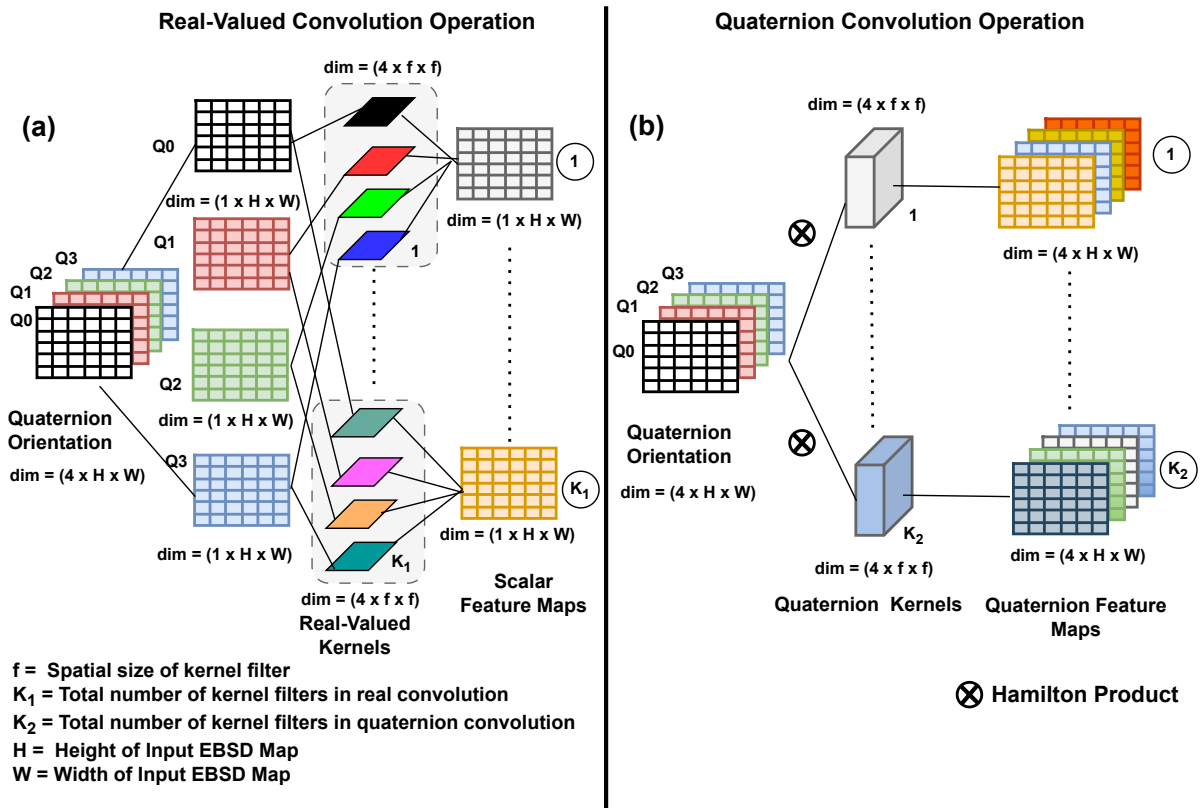 Real-Valued Convolution Operation
dim = (4 x f x f)
(a)
Q0
dim = (1 x H x W)
Q1
Q2
dim = (1 x H x W)
Q3
dim = (1 x H x W)
Q3
Q2
Q1
Q0
Quaternion
Orientation
dim = (4 x H x W)
1
1
dim = (1 x H x W)
K1
K1
dim = (1 x H x W)
dim = (4 x f x f)
Real-Valued
Kernels
Scalar
Feature Maps
f = Spatial size of kernel filter
K1 = Total number of kernel filters in real convolution
K2 = Total number of kernel filters in quaternion convolution
H = Height of Input EBSD Map
W = Width of Input EBSD Map
Quaternion Convolution Operation
(b)
dim = (4 x f x f)
1
1
dim = (4 x H x W)
Q3
Q2
Q1
Q0
Quaternion
Orientation
dim = (4 x H x W)
K2
K2
dim = (4 x f x f)
dim = (4 x H x W)
Quaternion Kernels
Quaternion Feature
Maps
⊗ Hamilton Product